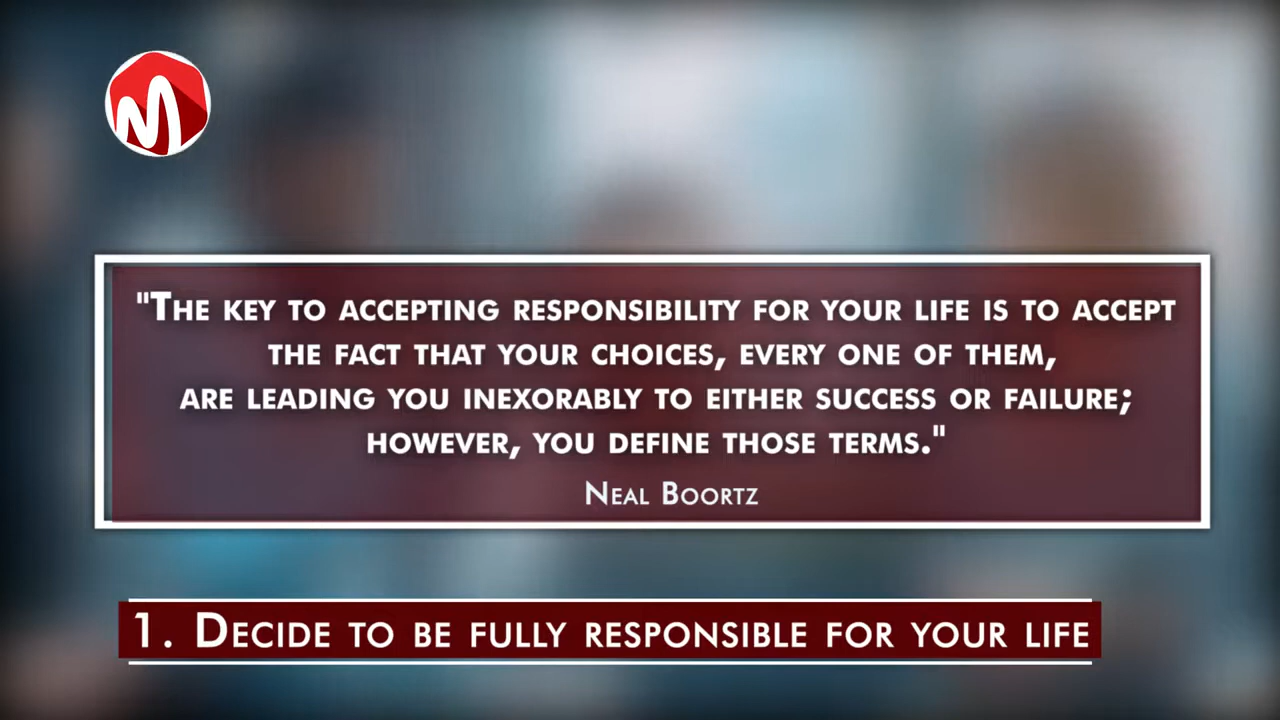 "The key to accepting responsibility for your life is to accept
the fact that your choices, every one of them,
are leading you inexorably to either success or failure;
however, you define those terms."
Neal Boortz
1. Decide to be fully responsible for your life